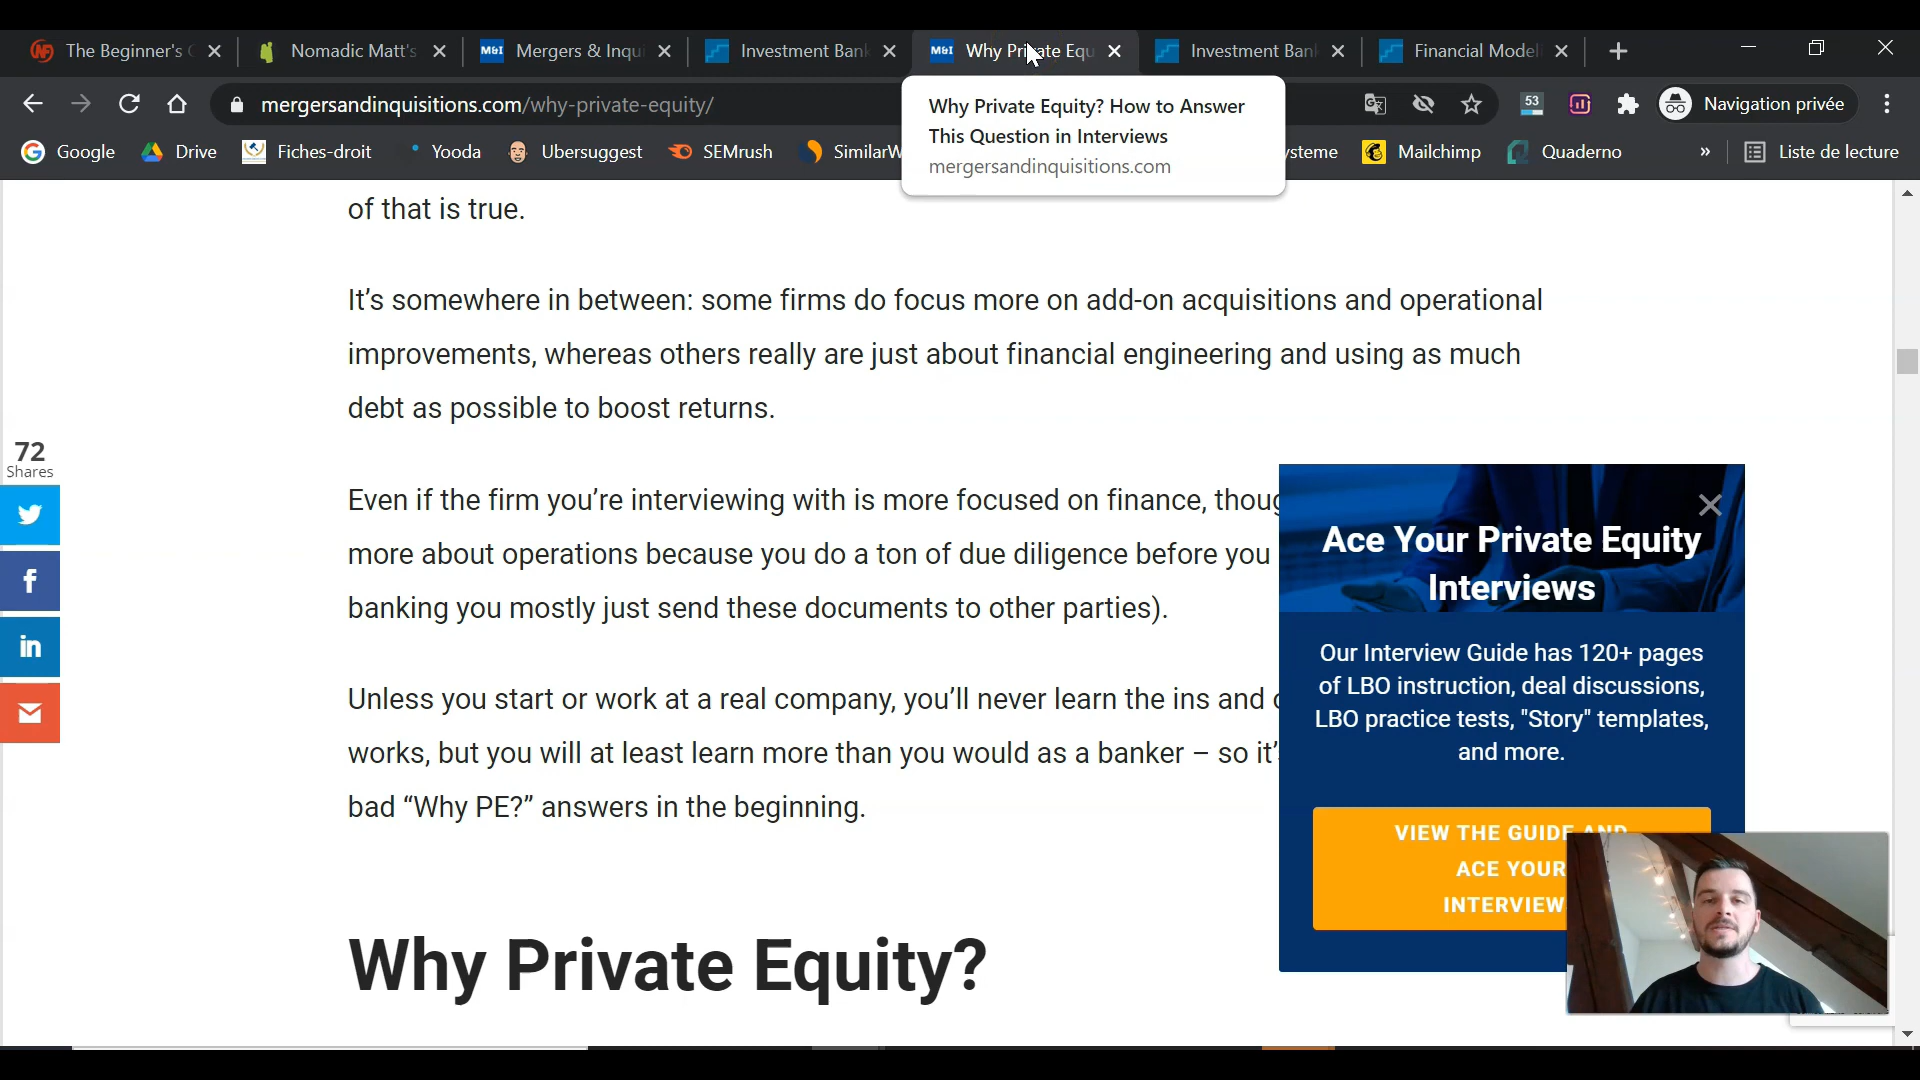 The Beginner's
Nomadic Matt's
M&I Mergers & Inqui
Investment Bank
M&I Why Private Equ
Investment Bank
Financial Model
mergersandinquisitions.com/why-private-equity/
53
Navigation privée
Why Private Equity? How to Answer
This Question in Interviews
mergersandinquisitions.com
Google
Drive
Fiches-droit
Yooda
Ubersuggest
SEMrush
SimilarW
ysteme
Mailchimp
Quaderno
»
Liste de lecture
of that is true.
It's somewhere in between: some firms do focus more on add-on acquisitions and operational
improvements, whereas others really are just about financial engineering and using as much
debt as possible to boost returns.
72
Shares
Even if the firm you're interviewing with is more focused on finance, thoug
more about operations because you do a ton of due diligence before you
banking you mostly just send these documents to other parties).
Unless you start or work at a real company, you'll never learn the ins and o
works, but you will at least learn more than you would as a banker – so it's
bad “Why PE?” answers in the beginning.
Why Private Equity?
Ace Your Private Equity
Interviews
Our Interview Guide has 120+ pages
of LBO instruction, deal discussions,
LBO practice tests, "Story" templates,
and more.
VIEW THE GUIDE AND
ACE YOUR
INTERVIEW